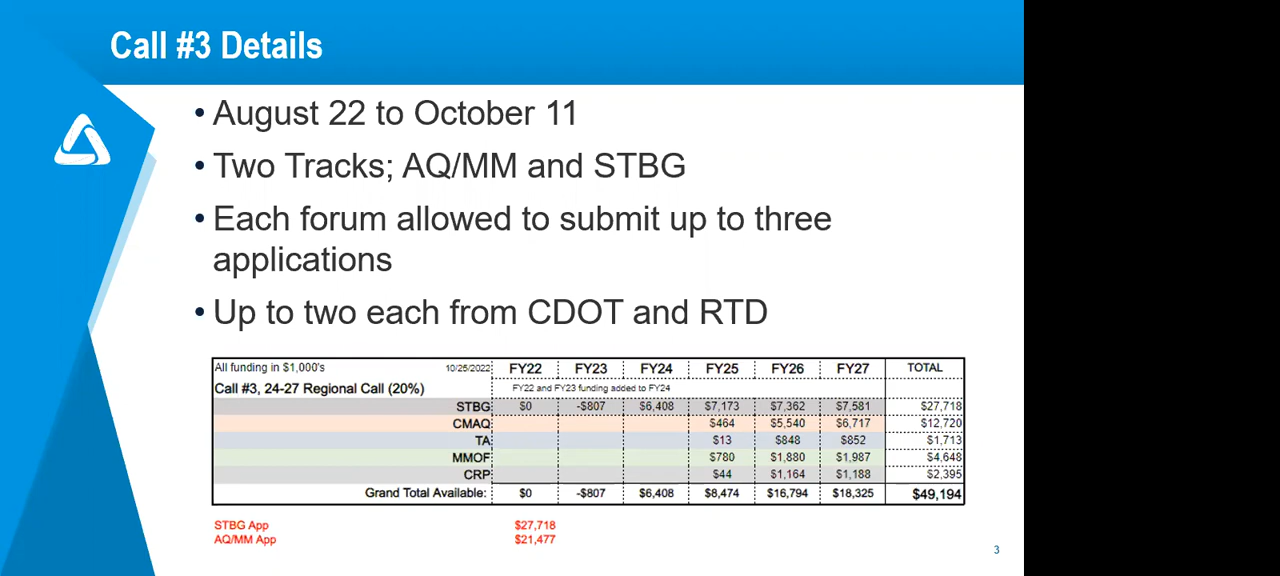 Call #3 Details
• August 22 to October 11
• Two Tracks; AQ/MM and STBG
• Each forum allowed to submit up to three
applications
• Up to two each from CDOT and RTD
All funding in $1,000's 10/25/2022 FY22 FY23 FY24 FY25 FY26 FY27 TOTAL
Call #3, 24-27 Regional Call (20%) FY22 and FY23 funding added to FY24
STBG $0 -$807 $6,408 $7,173 $7,362 $7,581 $27,718
CMAQ $464 $5,540 $6,717 $12,720
TA $13 $848 $852 $1,713
MMOF $780 $1,880 $1,987 $4,648
CRP $44 $1,164 $1,188 $2,395
Grand Total Available: $0 -$807 $6,408 $8,474 $16,794 $18,325 $49,194
STBG App $27,718
AQ/MM App $21,477
3